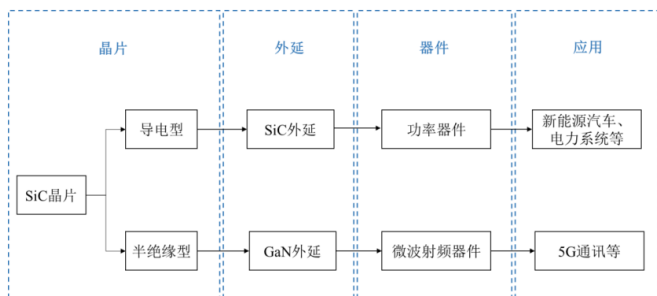 晶片
外延
器件
应用
导电型
SiC外延
功率器件
新能源汽车、
电力系统等
SiC晶片
半绝缘型
GaN外延
微波射频器件
5G通讯等